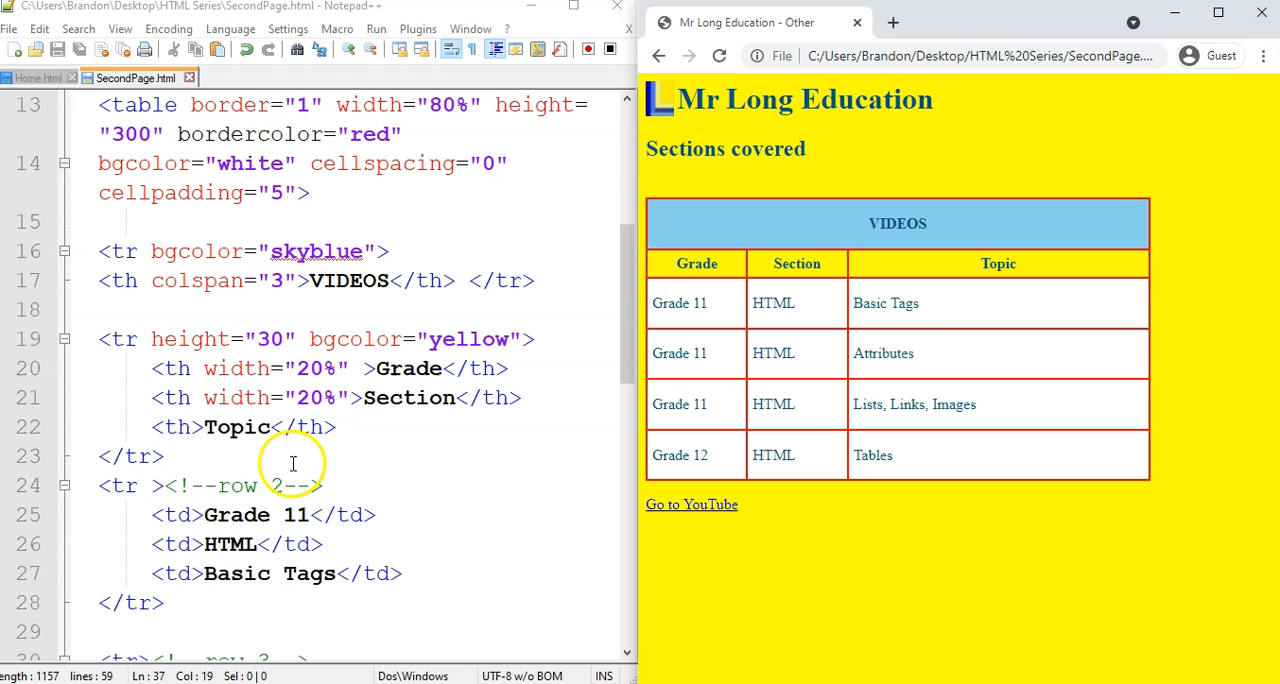 C:\Users\Brandon\Desktop\HTML Series\SecondPage.html - Notepad++
File Edit Search View Encoding Language Settings Macro Run Plugins Window ? X
Home.html SecondPage.html
13 <table border="1" width="80%" height=
"300" bordercolor="red"
14 bgcolor="white" cellspacing="0"
cellpadding="5">
15
16 <tr bgcolor="skyblue">
17 <th colspan="3">VIDEOS</th> </tr>
18
19 <tr height="30" bgcolor="yellow">
20 <th width="20%" >Grade</th>
21 <th width="20%">Section</th>
22 <th>Topic</th>
23 </tr>
24 <tr ><!--row 2-->
25 <td>Grade 11</td>
26 <td>HTML</td>
27 <td>Basic Tags</td>
28 </tr>
29
30 <tr><!--row 3-->
ength : 1157 lines : 59 Ln : 37 Col : 19 Sel : 0 | 0 Dos\Windows UTF-8 w/o BOM INS
Mr Long Education - Other
File C:/Users/Brandon/Desktop/HTML%20Series/SecondPage.... Guest
Mr Long Education
Sections covered
VIDEOS
Grade Section Topic
Grade 11 HTML Basic Tags
Grade 11 HTML Attributes
Grade 11 HTML Lists, Links, Images
Grade 12 HTML Tables
Go to YouTube